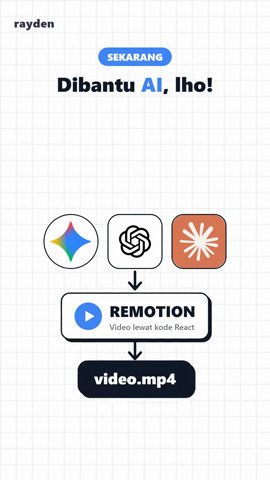 rayden
SEKARANG
Dibantu AI, lho!
REMOTION
Video lewat kode React
video.mp4